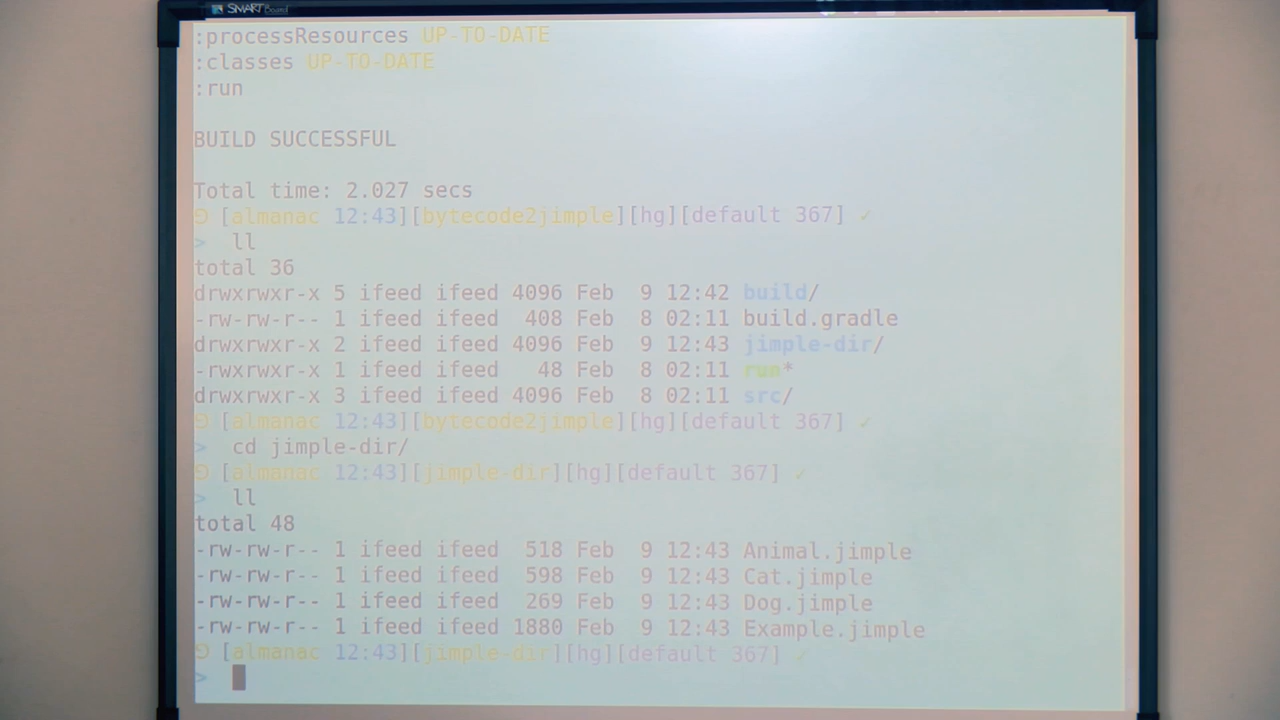 SMART Board
:processResources UP-TO-DATE
:classes UP-TO-DATE
:run
BUILD SUCCESSFUL
Total time: 2.027 secs
[almanac 12:43][bytecode2jimple][hg][default 367] ✓
> ll
total 36
drwxrwxr-x 5 ifeed ifeed 4096 Feb 9 12:42 build/
-rw-rw-r-- 1 ifeed ifeed 408 Feb 8 02:11 build.gradle
drwxrwxr-x 2 ifeed ifeed 4096 Feb 9 12:43 jimple-dir/
-rwxrwxr-x 1 ifeed ifeed 48 Feb 8 02:11 run*
drwxrwxr-x 3 ifeed ifeed 4096 Feb 8 02:11 src/
[almanac 12:43][bytecode2jimple][hg][default 367] ✓
> cd jimple-dir/
[almanac 12:43][jimple-dir][hg][default 367] ✓
> ll
total 48
-rw-rw-r-- 1 ifeed ifeed 518 Feb 9 12:43 Animal.jimple
-rw-rw-r-- 1 ifeed ifeed 598 Feb 9 12:43 Cat.jimple
-rw-rw-r-- 1 ifeed ifeed 269 Feb 9 12:43 Dog.jimple
-rw-rw-r-- 1 ifeed ifeed 1880 Feb 9 12:43 Example.jimple
[almanac 12:43][jimple-dir][hg][default 367] ✓
>